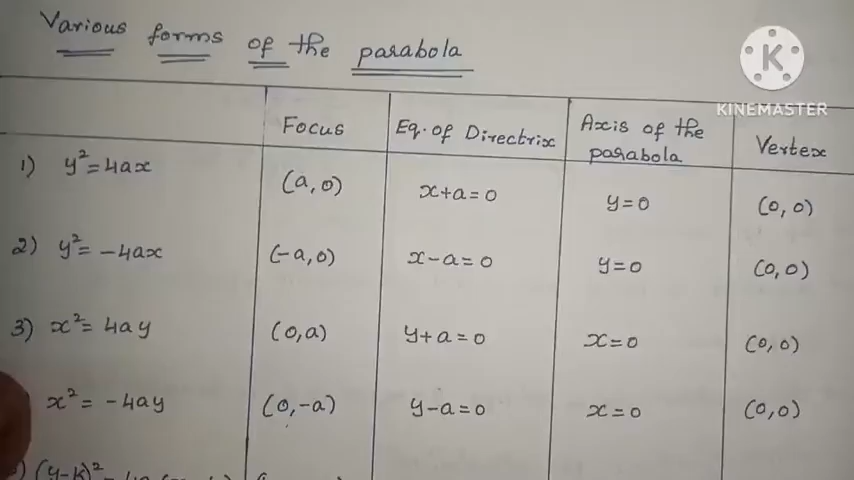 Various forms of the parabola
K
KINEMASTER
Focus Eq. of Directrix Axis of the parabola Vertex
1) y² = 4ax (a, 0) x+a=0 y=0 (0, 0)
2) y² = -4ax (-a, 0) x-a=0 y=0 (0, 0)
3) x² = 4ay (0, a) y+a=0 x=0 (0, 0)
x² = -4ay (0, -a) y-a=0 x=0 (0, 0)
(y-k)²